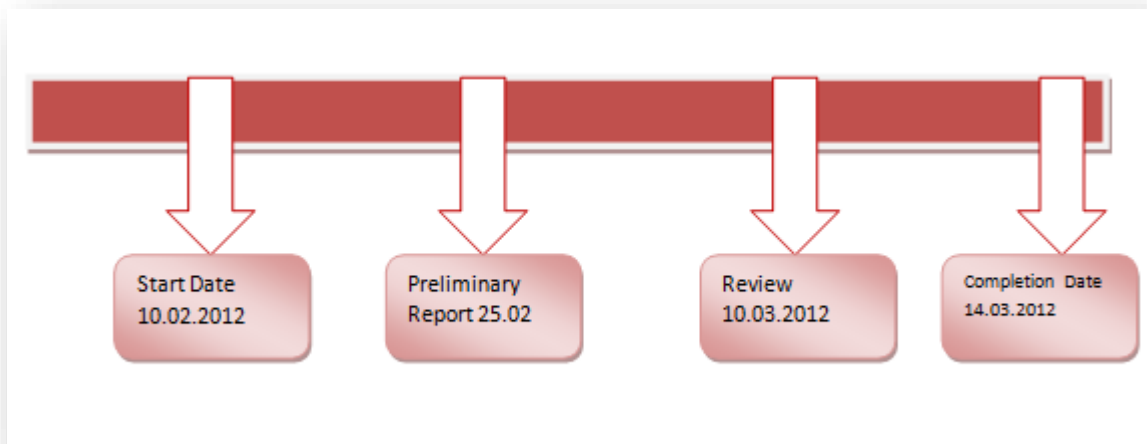 Start Date
10.02.2012
Preliminary
Report 25.02
Review
10.03.2012
Completion Date
14.03.2012